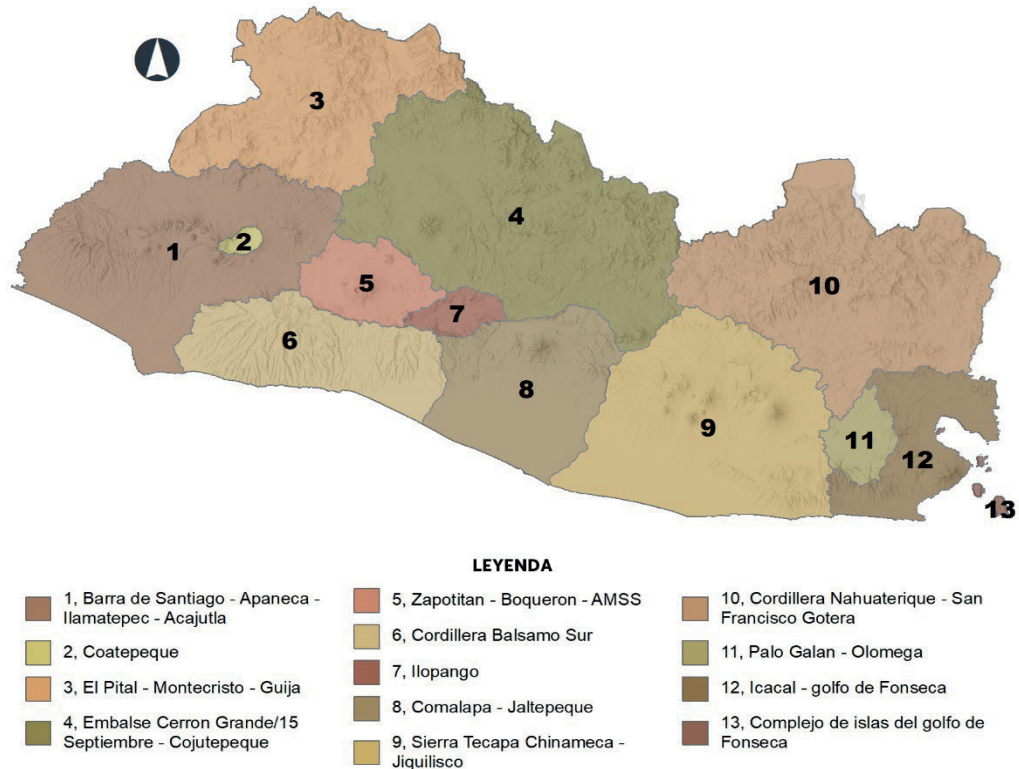 3
4
2
1
10
5
7
6
8
9
11
12
13
LEYENDA
1, Barra de Santiago - Apaneca -
Ilamatepec - Acajutla
2, Coatepeque
3, El Pital - Montecristo - Guija
4, Embalse Cerron Grande/15
Septiembre - Cojutepeque
5, Zapotitan - Boqueron - AMSS
6, Cordillera Balsamo Sur
7, Ilopango
8, Comalapa - Jaltepeque
9, Sierra Tecapa Chinameca -
Jiquilisco
10, Cordillera Nahuaterique - San
Francisco Gotera
11, Palo Galan - Olomega
12, Icacal - golfo de Fonseca
13, Complejo de islas del golfo de
Fonseca